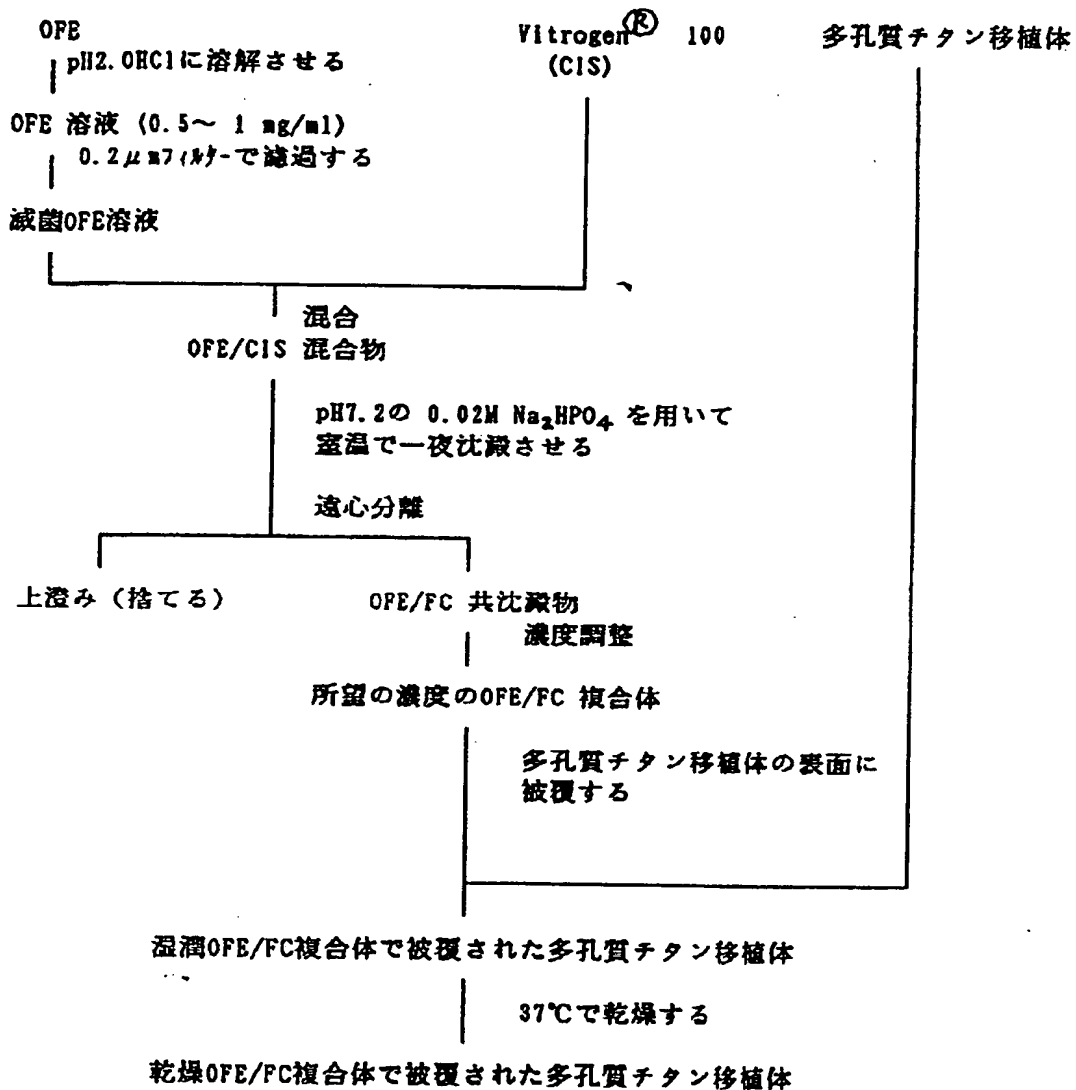 OFE
pH2.0HClに溶解させる
OFE 溶液 (0.5～ 1 mg/ml)
0.2μmフィルターで濾過する
滅菌OFE溶液
Vitrogen® 100
(CIS)
多孔質チタン移植体
混合
OFE/CIS 混合物
pH7.2の 0.02M Na₂HPO₄ を用いて
室温で一夜沈殿させる
遠心分離
上澄み（捨てる）
OFE/FC 共沈澱物
濃度調整
所望の濃度のOFE/FC 複合体
多孔質チタン移植体の表面に
被覆する
湿潤OFE/FC複合体で被覆された多孔質チタン移植体
37℃で乾燥する
乾燥OFE/FC複合体で被覆された多孔質チタン移植体